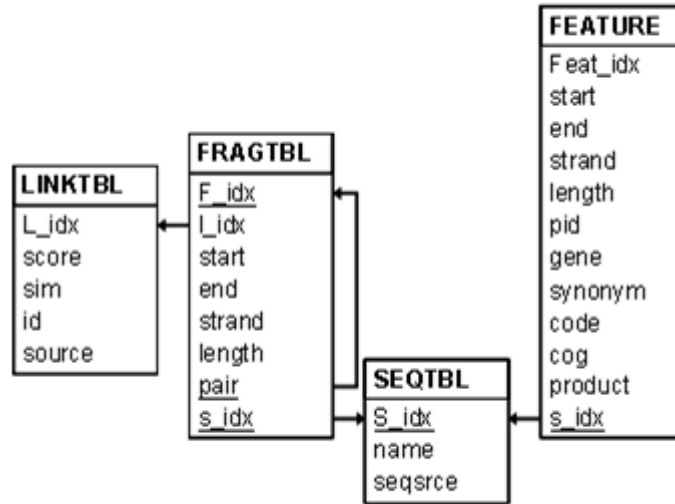 LINKTBL
L_idx
score
sim
id
source
FRAGTBL
F_idx
l_idx
start
end
strand
length
pair
s_idx
SEQTBL
S_idx
name
seqsrce
FEATURE
Feat_idx
start
end
strand
length
pid
gene
synonym
code
cog
product
s_idx